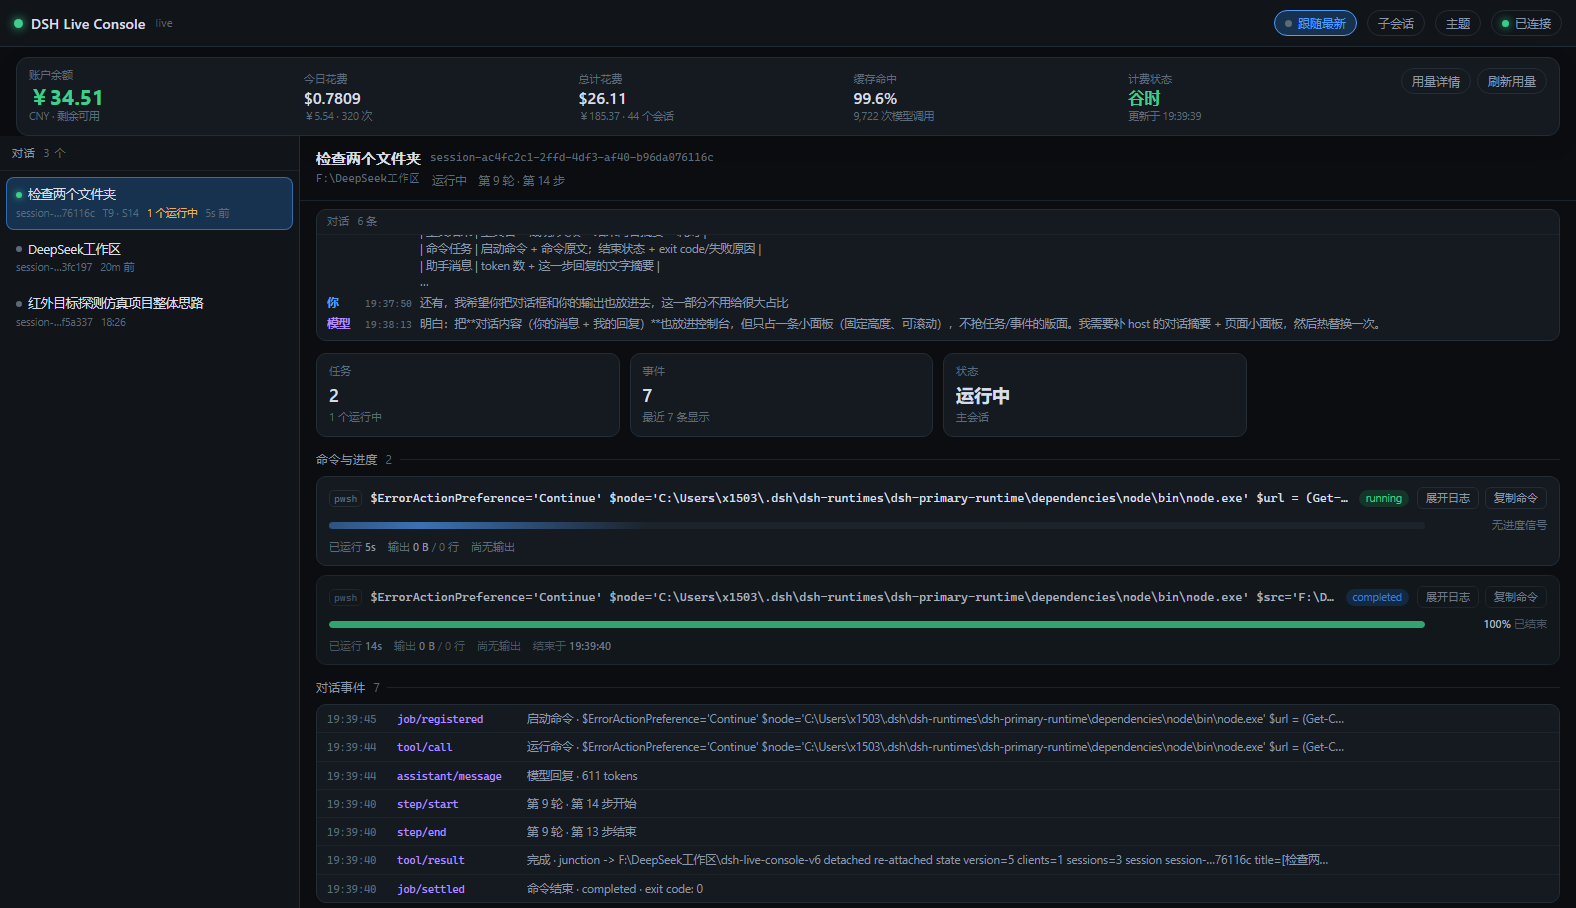 DSH Live Console live
跟随最新 子会话 主题 已连接
账户余额
¥34.51
CNY · 剩余可用
今日花费
$0.7809
¥5.54 · 320 次
总计花费
$26.11
¥185.37 · 44 个会话
缓存命中
99.6%
9,722 次模型调用
计费状态
谷时
更新于 19:39:39
用量详情 刷新用量
对话 3 个
检查两个文件夹
session-…76116c T9 · S14 1 个运行中 5s 前
DeepSeek工作区
session-…3fc197 20m 前
红外目标探测仿真项目整体思路
session-…f5a337 18:26
检查两个文件夹 session-ac4fc2c1-2ffd-4df3-af40-b96da076116c
F:\DeepSeek工作区 运行中 第 9 轮 · 第 14 步
对话 6 条
| 命令任务 | 启动命令 + 命令原文；结束状态 + exit code/失败原因 |
| 助手消息 | token 数 + 这一步回复的文字摘要 |
…
你 19:37:50 还有，我希望你把对话框和你的输出也放进去，这一部分不用给很大占比
模型 19:38:13 明白：把**对话内容（你的消息 + 我的回复）**也放进控制台，但只占一条小面板（固定高度、可滚动），不抢任务/事件的版面。我需要补 host 的对话摘要 + 页面小面板，然后热替换一次。
任务
2
1 个运行中
事件
7
最近 7 条显示
状态
运行中
主会话
命令与进度 2
pwsh $ErrorActionPreference='Continue' $node='C:\Users\x1503\.dsh\dsh-runtimes\dsh-primary-runtime\dependencies\node\bin\node.exe' $url = (Get-… running 展开日志 复制命令
无进度信号
已运行 5s 输出 0 B / 0 行 尚无输出
pwsh $ErrorActionPreference='Continue' $node='C:\Users\x1503\.dsh\dsh-runtimes\dsh-primary-runtime\dependencies\node\bin\node.exe' $src='F:\D… completed 展开日志 复制命令
100% 已结束
已运行 14s 输出 0 B / 0 行 尚无输出 结束于 19:39:40
对话事件 7
19:39:45 job/registered 启动命令 · $ErrorActionPreference='Continue' $node='C:\Users\x1503\.dsh\dsh-runtimes\dsh-primary-runtime\dependencies\node\bin\node.exe' $url = (Get-C…
19:39:44 tool/call 运行命令 · $ErrorActionPreference='Continue' $node='C:\Users\x1503\.dsh\dsh-runtimes\dsh-primary-runtime\dependencies\node\bin\node.exe' $url = (Get-C…
19:39:44 assistant/message 模型回复 · 611 tokens
19:39:40 step/start 第 9 轮 · 第 14 步开始
19:39:40 step/end 第 9 轮 · 第 13 步结束
19:39:40 tool/result 完成 · junction -> F:\DeepSeek工作区\dsh-live-console-v6 detached re-attached state version=5 clients=1 sessions=3 session session-…76116c title=[检查两…
19:39:40 job/settled 命令结束 · completed · exit code: 0